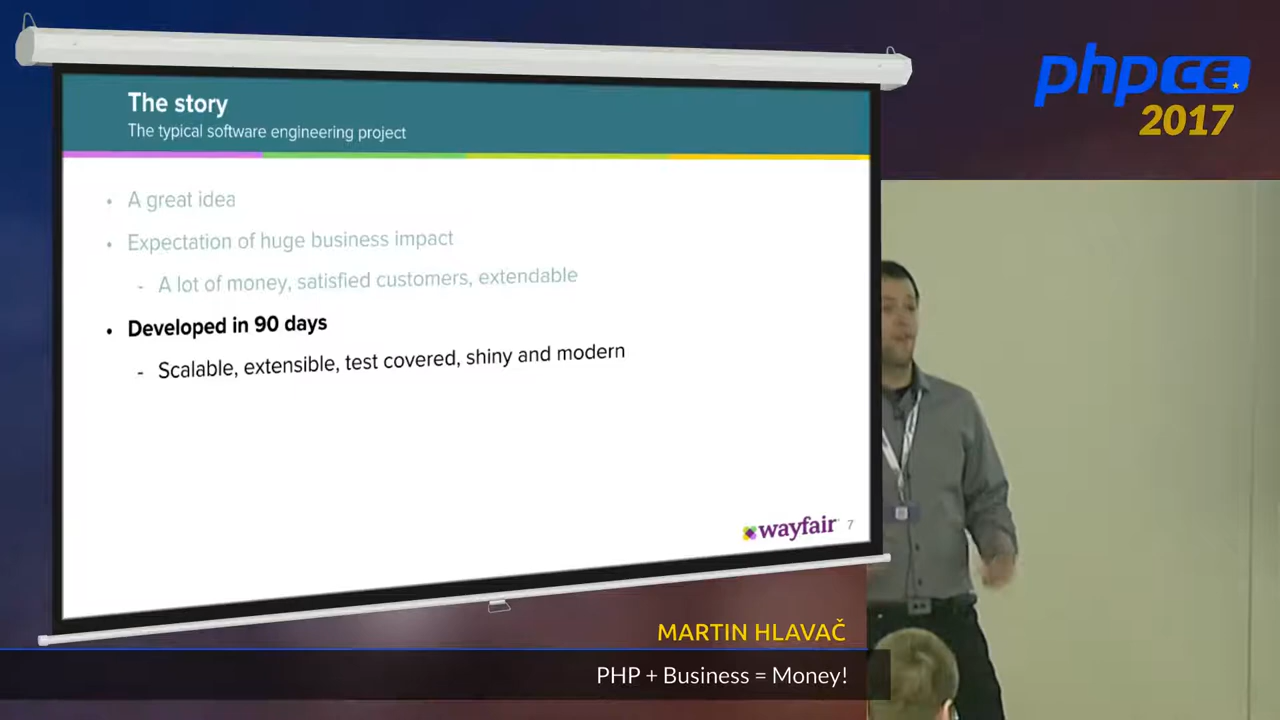 The story
The typical software engineering project
• A great idea
• Expectation of huge business impact
- A lot of money, satisfied customers, extendable
• Developed in 90 days
- Scalable, extensible, test covered, shiny and modern
wayfair 7
phpCE
2017
MARTIN HLAVAČ
PHP + Business = Money!